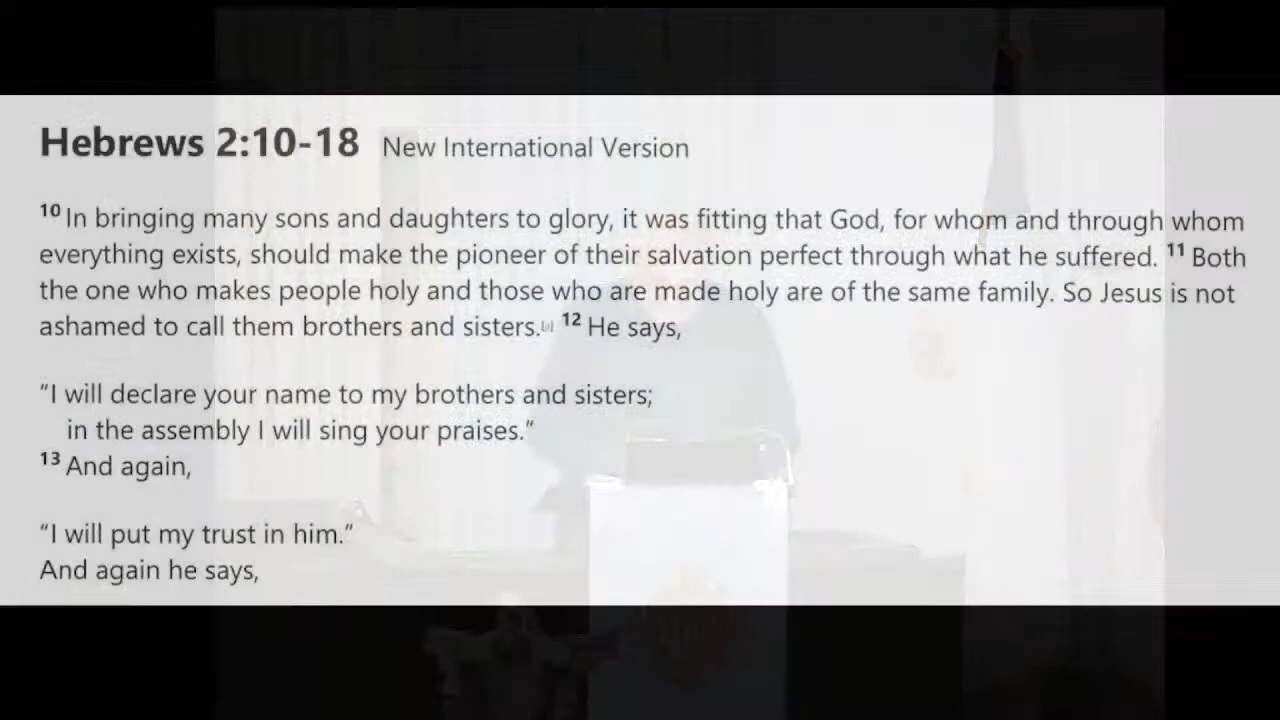 Hebrews 2:10-18 New International Version
10 In bringing many sons and daughters to glory, it was fitting that God, for whom and through whom
everything exists, should make the pioneer of their salvation perfect through what he suffered. 11 Both
the one who makes people holy and those who are made holy are of the same family. So Jesus is not
ashamed to call them brothers and sisters.[a] 12 He says,
“I will declare your name to my brothers and sisters;
in the assembly I will sing your praises.”
13 And again,
“I will put my trust in him.”
And again he says,